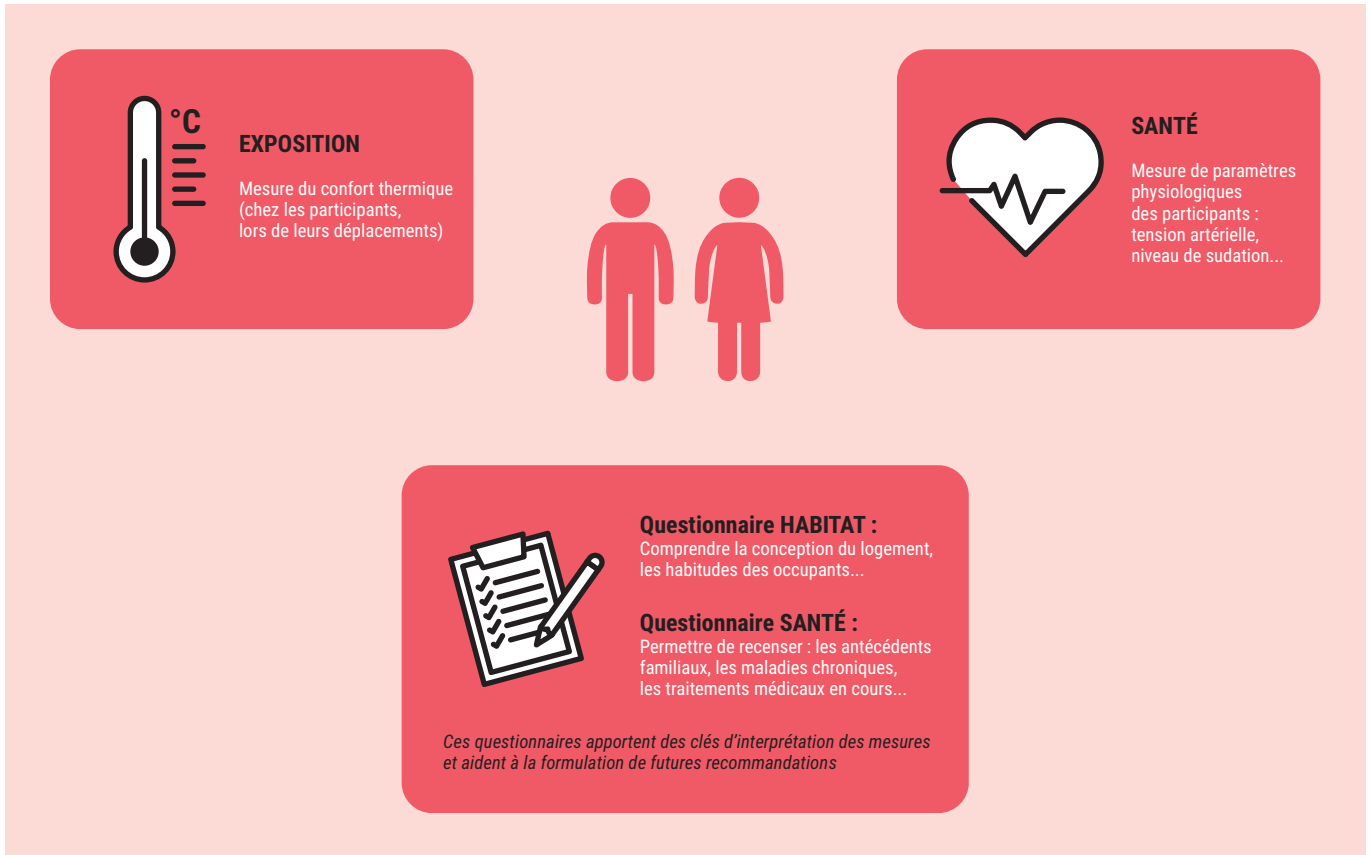 °C
EXPOSITION
Mesure du confort thermique
(chez les participants,
lors de leurs déplacements)
SANTÉ
Mesure de paramètres
physiologiques
des participants :
tension artérielle,
niveau de sudation...
Questionnaire HABITAT :
Comprendre la conception du logement,
les habitudes des occupants...
Questionnaire SANTÉ :
Permettre de recenser : les antécédents
familiaux, les maladies chroniques,
les traitements médicaux en cours...
Ces questionnaires apportent des clés d’interprétation des mesures
et aident à la formulation de futures recommandations